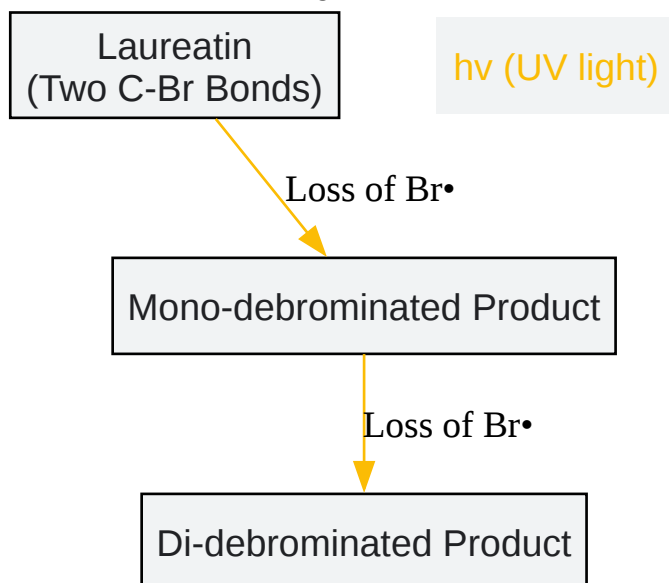 Laureatin
(Two C-Br Bonds)
hv (UV light)
Loss of Br•
Mono-debrominated Product
Loss of Br•
Di-debrominated Product